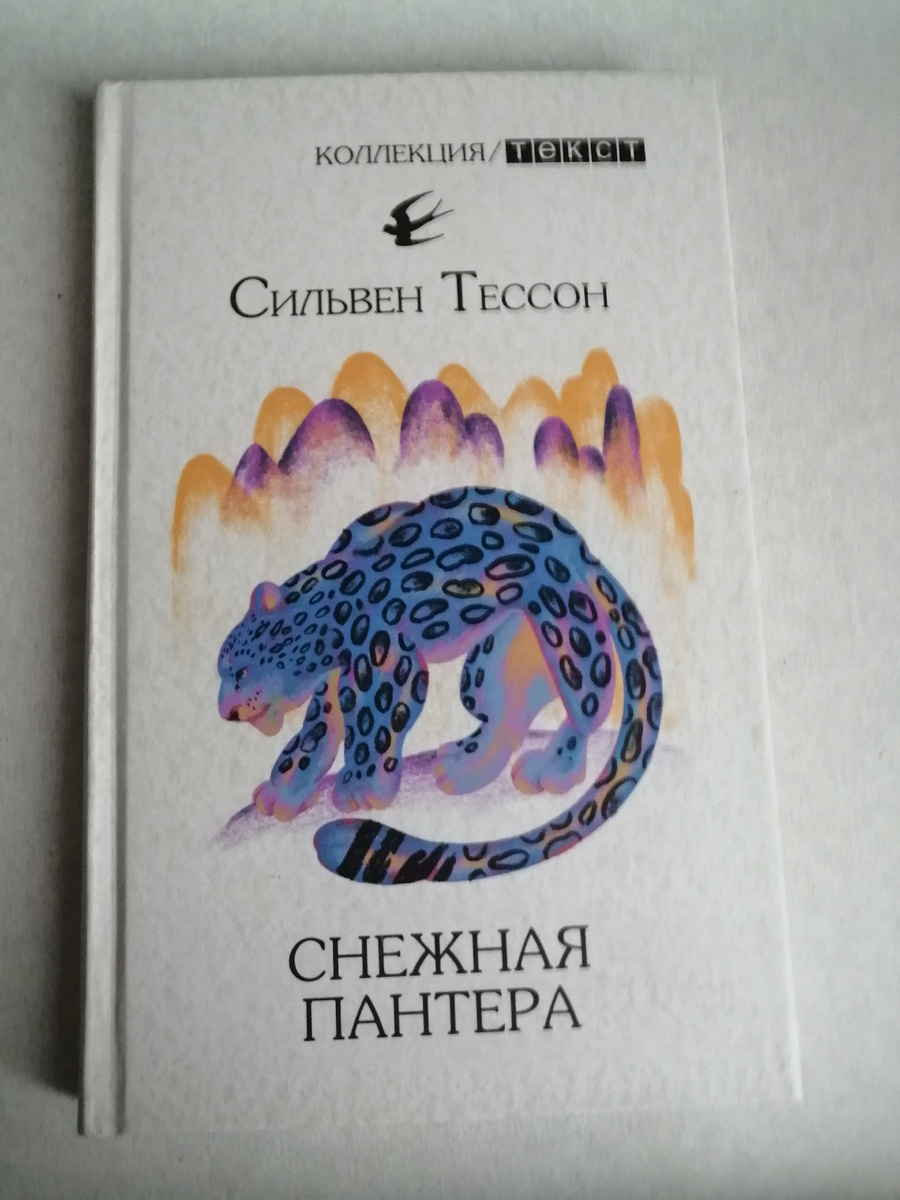 КОЛЛЕКЦИЯ/текст
Сильвен Тессон
СНЕЖНАЯ
ПАНТЕРА